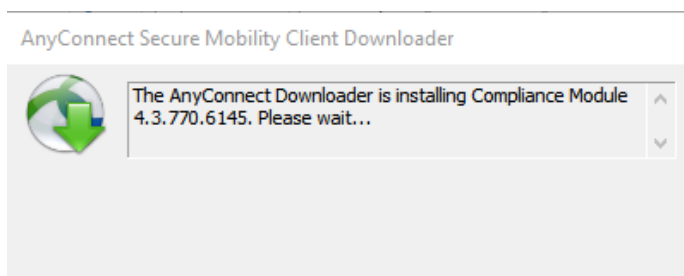 AnyConnect Secure Mobility Client Downloader
The AnyConnect Downloader is installing Compliance Module
4.3.770.6145. Please wait...